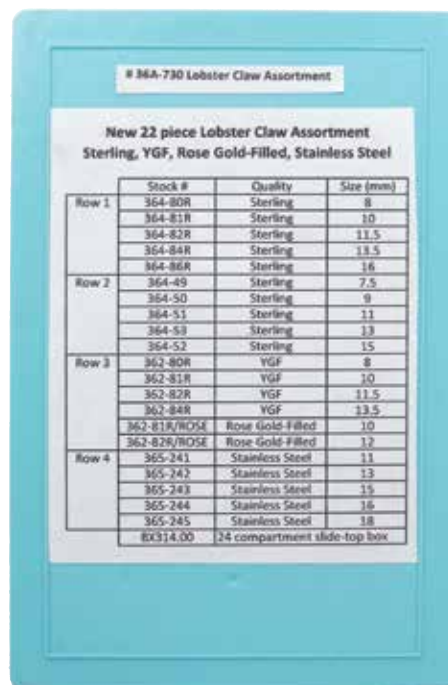 # 36A-730 Lobster Claw Assortment
New 22 piece Lobster Claw Assortment
Sterling, YGF, Rose Gold-Filled, Stainless Steel
Stock # Quality Size (mm)
Row 1 364-80R Sterling 8
364-81R Sterling 10
364-82R Sterling 11.5
364-84R Sterling 13.5
364-86R Sterling 16
Row 2 364-49 Sterling 7.5
364-50 Sterling 9
364-51 Sterling 11
364-53 Sterling 13
364-52 Sterling 15
Row 3 362-80R YGF 8
362-81R YGF 10
362-82R YGF 11.5
362-84R YGF 13.5
362-81R/ROSE Rose Gold-Filled 10
362-82R/ROSE Rose Gold-Filled 12
Row 4 365-241 Stainless Steel 11
365-242 Stainless Steel 13
365-243 Stainless Steel 15
365-244 Stainless Steel 16
365-245 Stainless Steel 18
BX314.00 24 compartment slide-top box